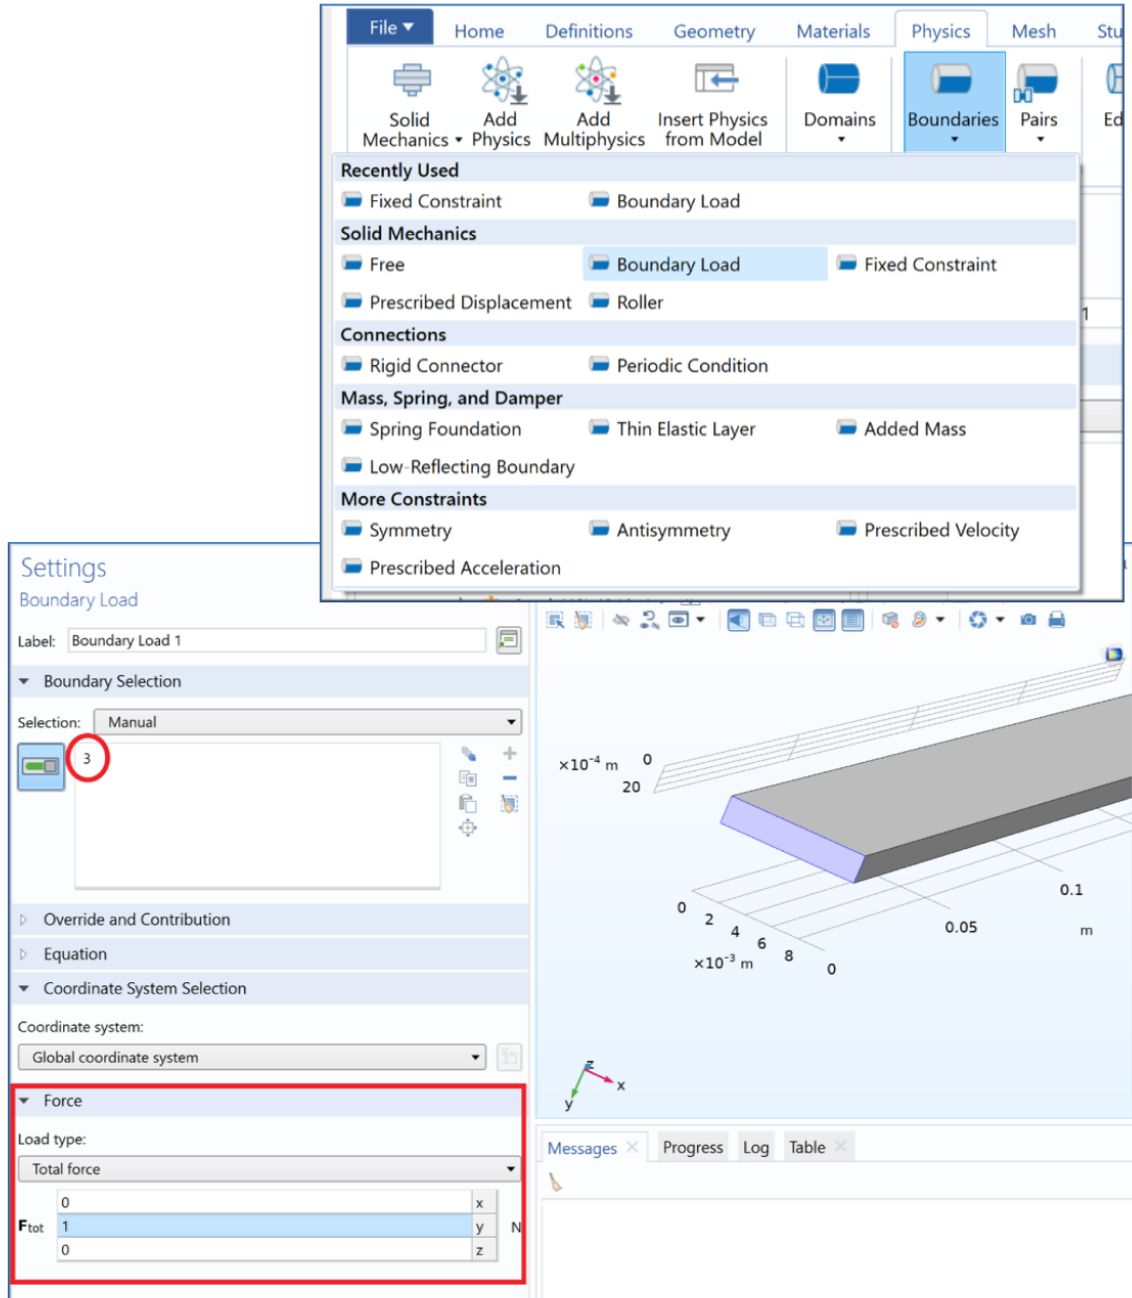 File Home Definitions Geometry Materials Physics Mesh Stu
Solid Mechanics Add Physics Add Multiphysics Insert Physics from Model Domains Boundaries Pairs Ed
Recently Used
Fixed Constraint Boundary Load
Solid Mechanics
Free Boundary Load Fixed Constraint
Prescribed Displacement Roller
Connections
Rigid Connector Periodic Condition
Mass, Spring, and Damper
Spring Foundation Thin Elastic Layer Added Mass
Low-Reflecting Boundary
More Constraints
Symmetry Antisymmetry Prescribed Velocity
Prescribed Acceleration
1
Settings
Boundary Load
Label: Boundary Load 1
Boundary Selection
Selection: Manual
3
Override and Contribution
Equation
Coordinate System Selection
Coordinate system:
Global coordinate system
Force
Load type:
Total force
0 x
Ftot 1 y N
0 z
×10⁻⁴ m 0
20
0 2 4 6 8
×10⁻³ m
0 0.05 0.1
m
z
x
y
Messages Progress Log Table